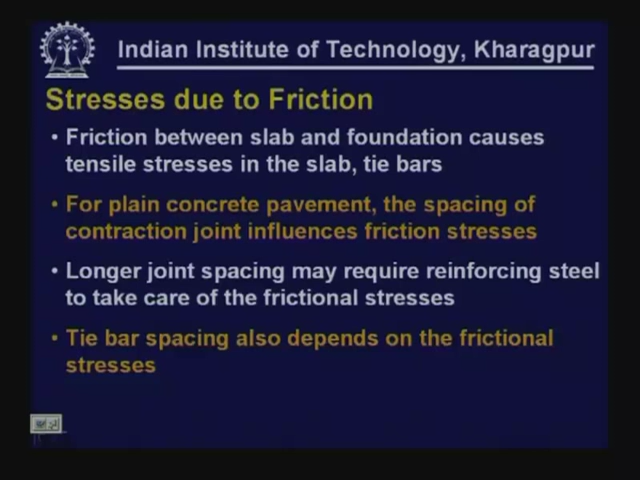 Indian Institute of Technology, Kharagpur
Stresses due to Friction
• Friction between slab and foundation causes
tensile stresses in the slab, tie bars
• For plain concrete pavement, the spacing of
contraction joint influences friction stresses
• Longer joint spacing may require reinforcing steel
to take care of the frictional stresses
• Tie bar spacing also depends on the frictional
stresses